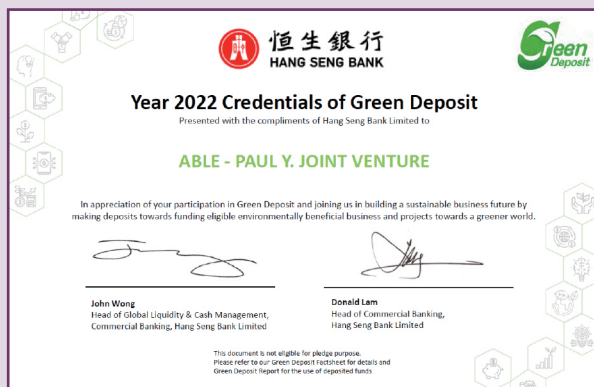 恒生銀行
HANG SENG BANK
Green
Deposit
Year 2022 Credentials of Green Deposit
Presented with the compliments of Hang Seng Bank Limited to
ABLE - PAUL Y. JOINT VENTURE
In appreciation of your participation in Green Deposit and joining us in building a sustainable business future by
making deposits towards funding eligible environmentally beneficial business and projects towards a greener world.
John Wong
Head of Global Liquidity & Cash Management,
Commercial Banking, Hang Seng Bank Limited
Donald Lam
Head of Commercial Banking,
Hang Seng Bank Limited
This document is not eligible for pledge purpose.
Please refer to our Green Deposit Factsheet for details and
Green Deposit Report for the use of deposited funds